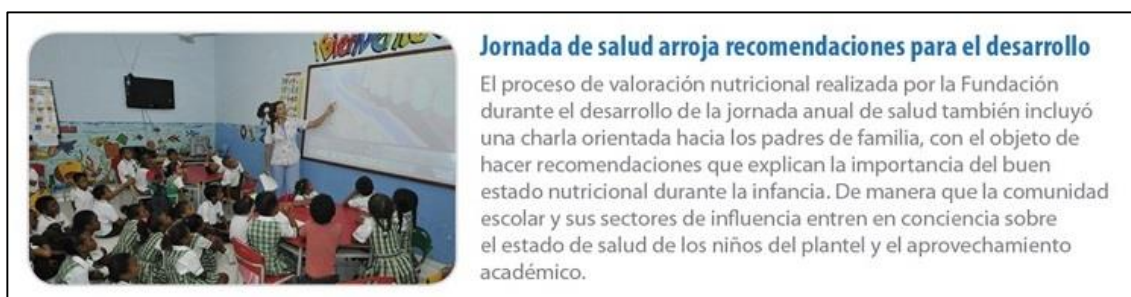 Bienvenido
Jornada de salud arroja recomendaciones para el desarrollo
El proceso de valoración nutricional realizada por la Fundación
durante el desarrollo de la jornada anual de salud también incluyó
una charla orientada hacia los padres de familia, con el objeto de
hacer recomendaciones que explican la importancia del buen
estado nutricional durante la infancia. De manera que la comunidad
escolar y sus sectores de influencia entren en conciencia sobre
el estado de salud de los niños del plantel y el aprovechamiento
académico.